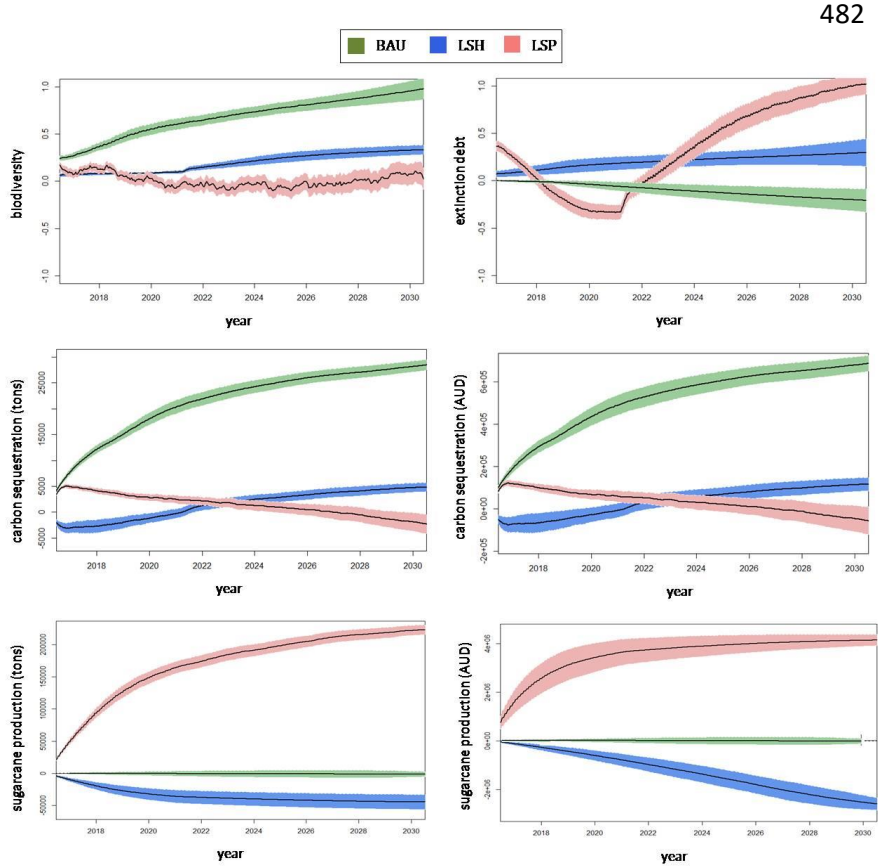 482
BAU LSH LSP
biodiversity
1.0
0.5
0.0
-0.5
-1.0
2018 2020 2022 2024 2026 2028 2030
year
extinction debt
1.0
0.5
0.0
-0.5
-1.0
2018 2020 2022 2024 2026 2028 2030
year
carbon sequestration (tons)
25000
15000
5000
0
-5000
2018 2020 2022 2024 2026 2028 2030
year
carbon sequestration (AUD)
6e+05
4e+05
2e+05
0e+00
-2e+05
2018 2020 2022 2024 2026 2028 2030
year
sugarcane production (tons)
200000
150000
100000
50000
0
-50000
2018 2020 2022 2024 2026 2028 2030
year
sugarcane production (AUD)
4e+06
2e+06
0e+00
-2e+06
2018 2020 2022 2024 2026 2028 2030
year